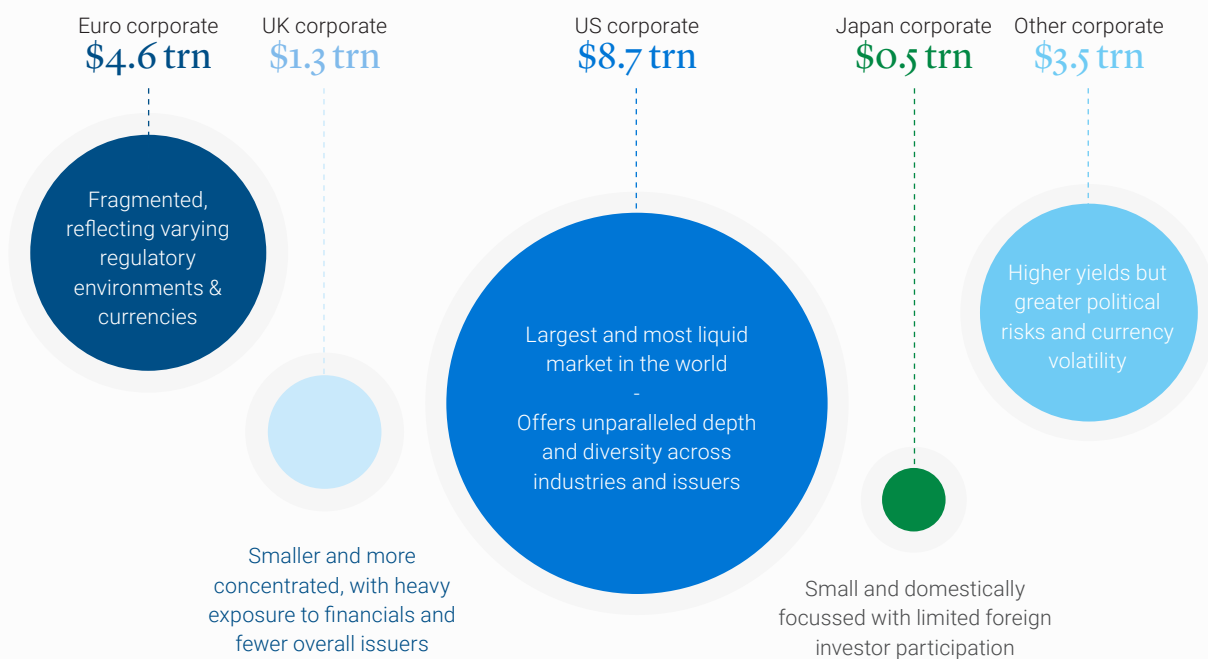 Euro corporate
$4.6 trn
Fragmented,
reflecting varying
regulatory
environments &
currencies
UK corporate
$1.3 trn
Smaller and more
concentrated, with heavy
exposure to financials and
fewer overall issuers
US corporate
$8.7 trn
Largest and most liquid
market in the world
-
Offers unparalleled depth
and diversity across
industries and issuers
Japan corporate
$0.5 trn
Small and domestically
focussed with limited foreign
investor participation
Other corporate
$3.5 trn
Higher yields but
greater political
risks and currency
volatility